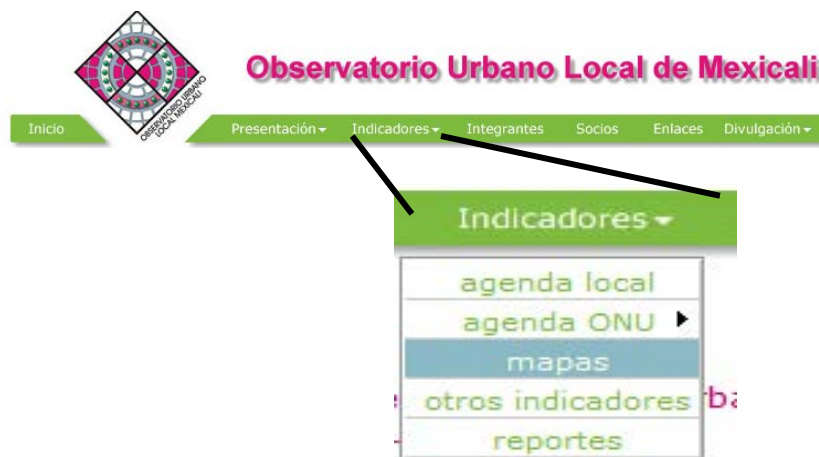 Observatorio Urbano Local de Mexicali
OBSERVATORIO URBANO
LOCAL MEXICALI
Inicio
Presentación
Indicadores
Integrantes
Socios
Enlaces
Divulgación
Indicadores
agenda local
agenda ONU
mapas
otros indicadores
reportes